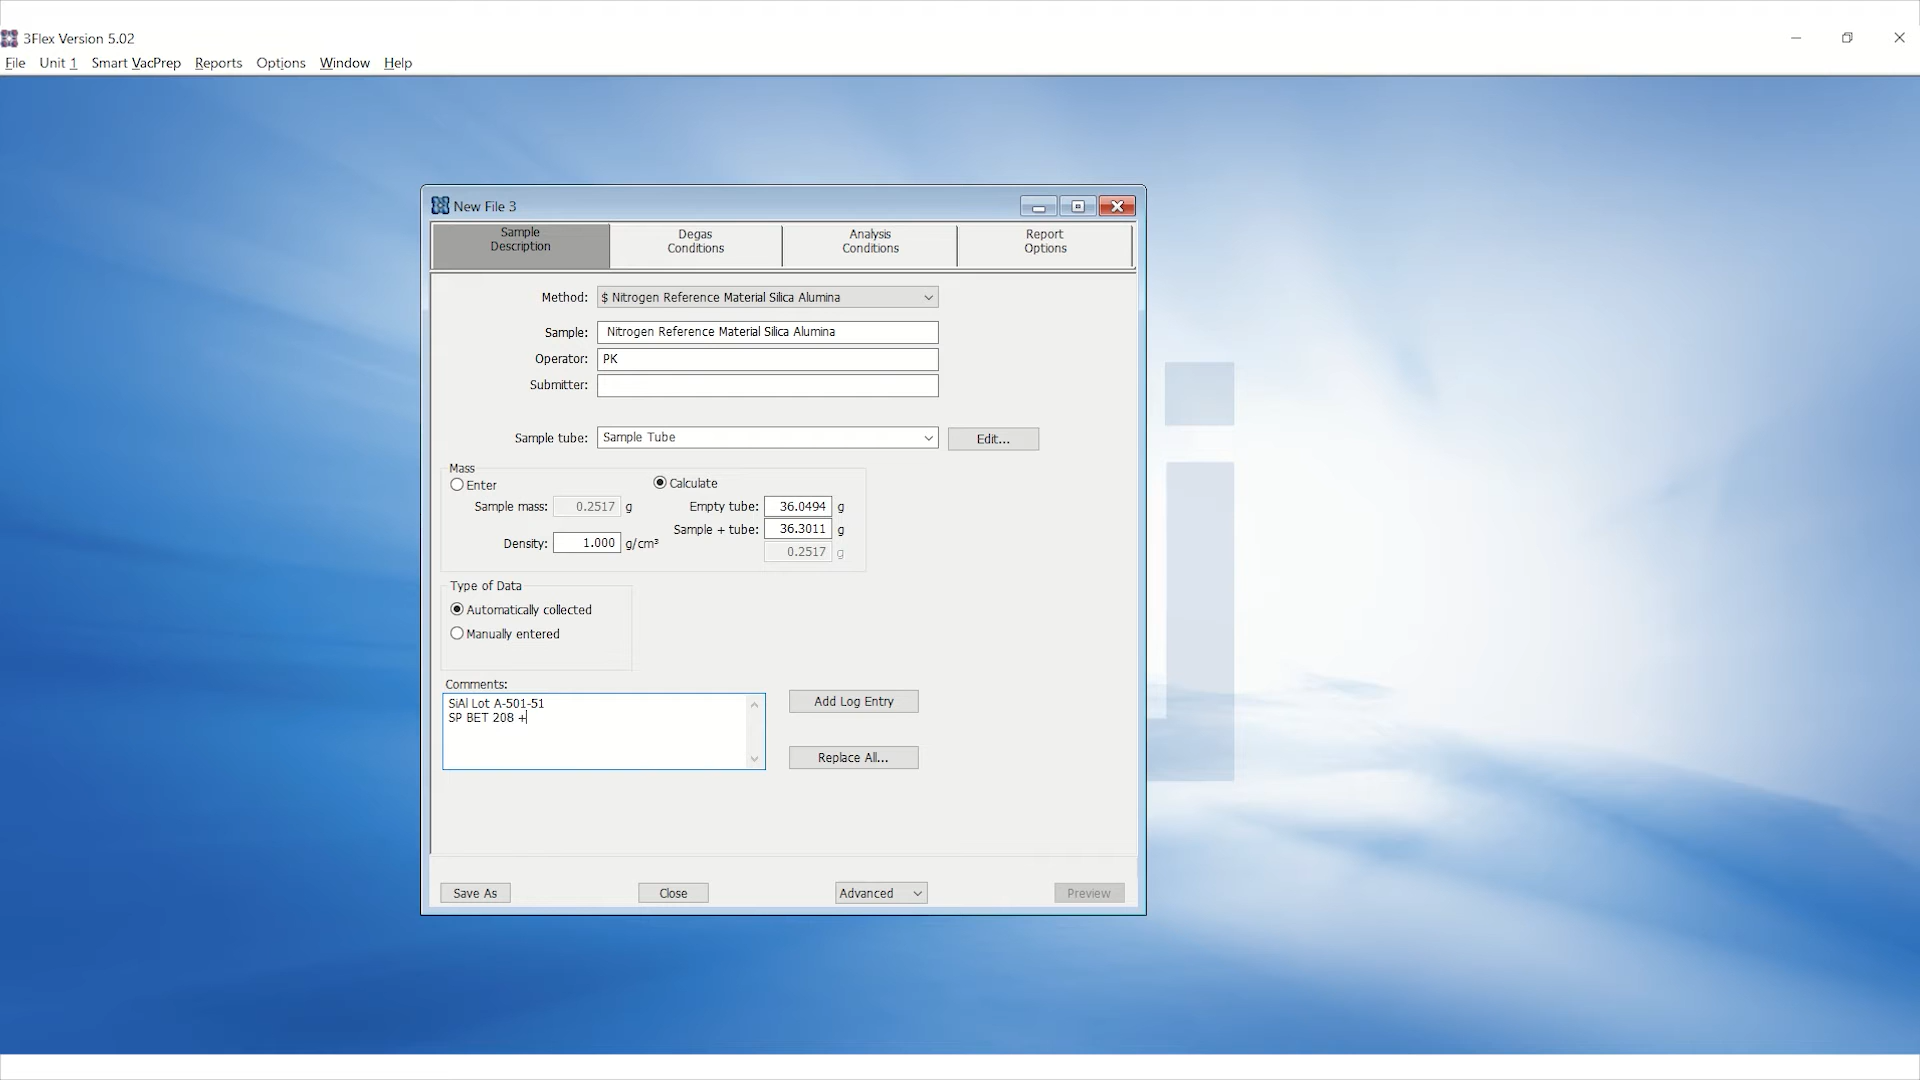 3Flex Version 5.02
File Unit 1 Smart VacPrep Reports Options Window Help
New File 3
Sample Description
Degas Conditions
Analysis Conditions
Report Options
Method: $ Nitrogen Reference Material Silica Alumina
Sample: Nitrogen Reference Material Silica Alumina
Operator: PK
Submitter:
Sample tube: Sample Tube Edit...
Mass
Enter Calculate
Sample mass: 0.2517 g Empty tube: 36.0494 g
Sample + tube: 36.3011 g
Density: 1.000 g/cm³
0.2517 g
Type of Data
Automatically collected
Manually entered
Comments:
SiAl Lot A-501-51
SP BET 208 +
Add Log Entry
Replace All...
Save As Close Advanced Preview